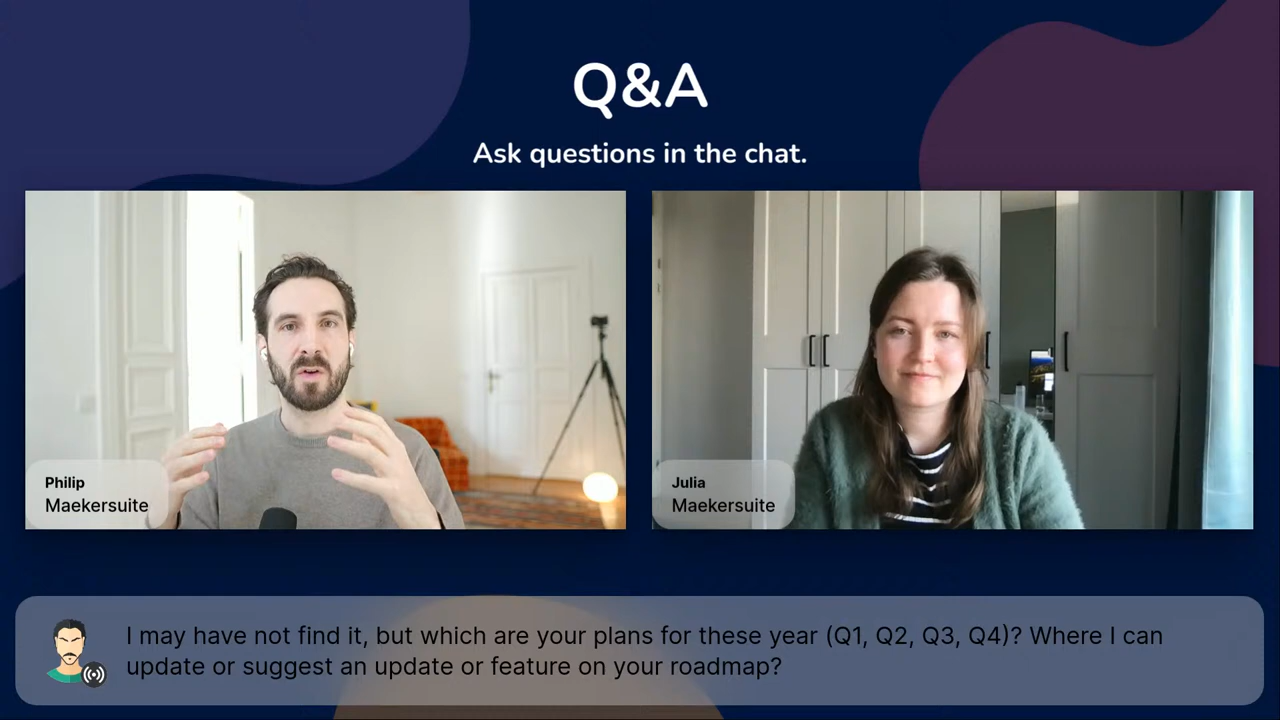 Q&A
Ask questions in the chat.
Philip
Maekersuite
Julia
Maekersuite
I may have not find it, but which are your plans for these year (Q1, Q2, Q3, Q4)? Where I can
update or suggest an update or feature on your roadmap?